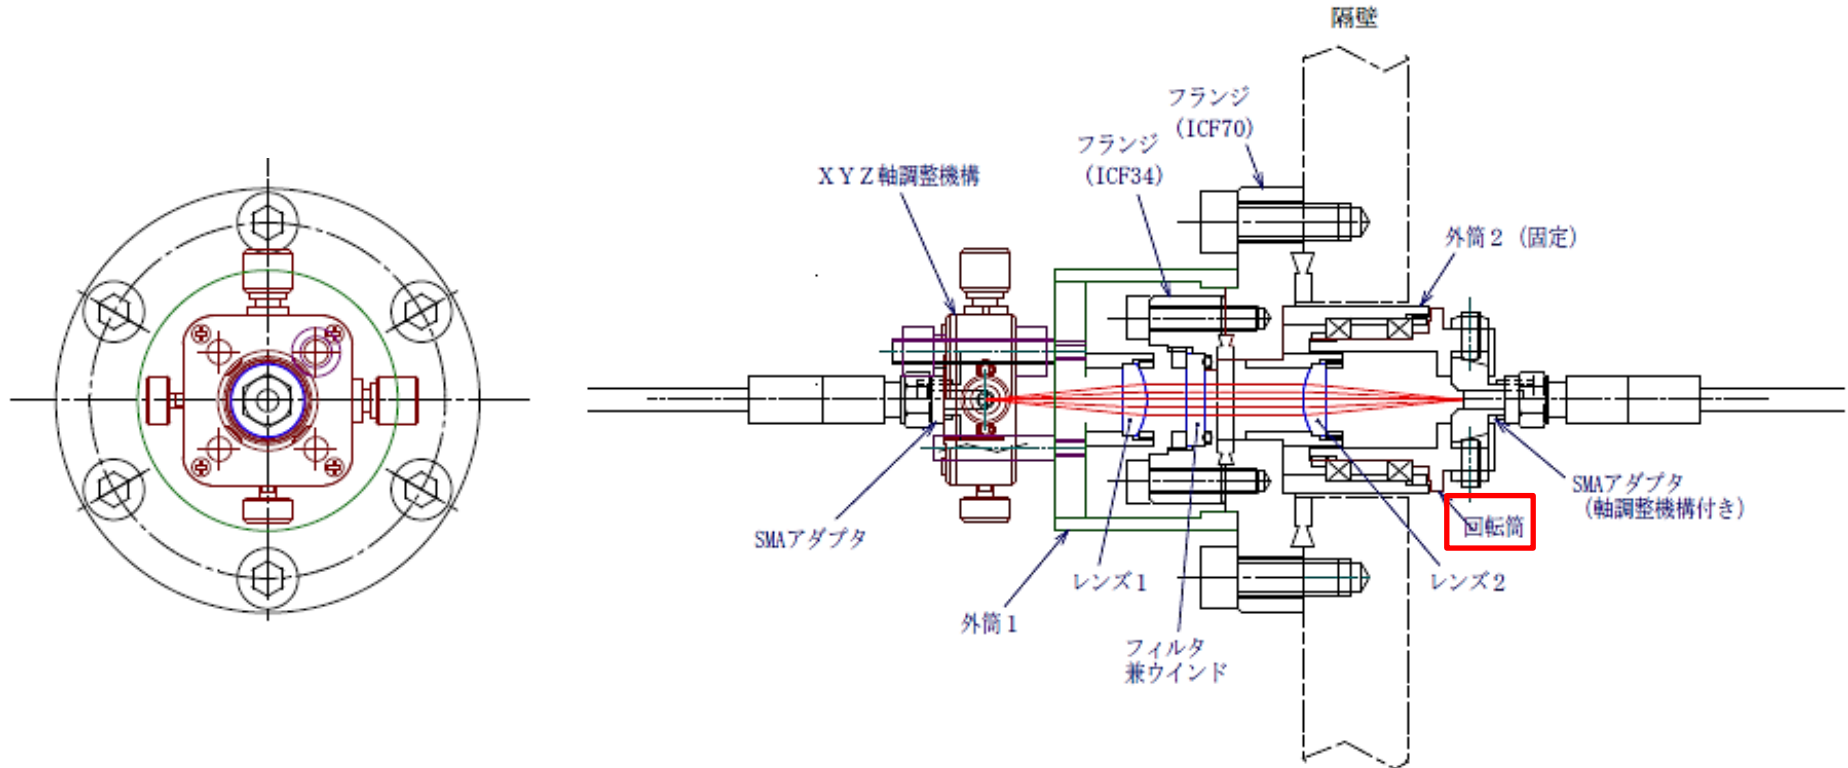 隔壁
フランジ
(ICF70)
フランジ
(ICF34)
XYZ軸調整機構
外筒2 (固定)
SMAアダプタ
(軸調整機構付き)
回転筒
SMAアダプタ
レンズ1
レンズ2
外筒1
フィルタ
兼ウインド